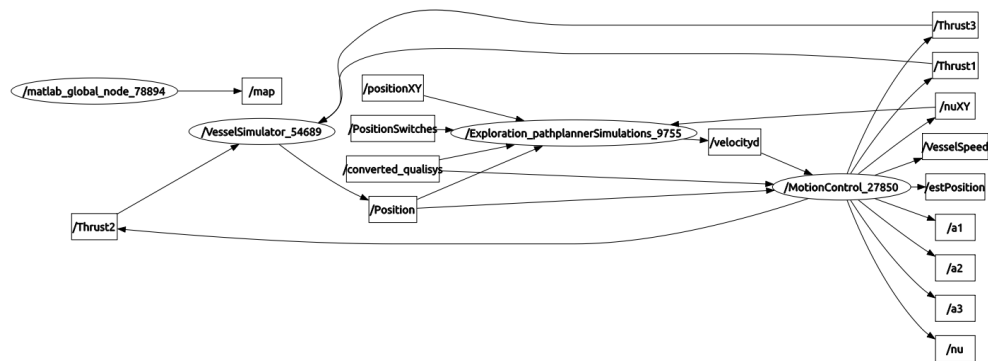 /Thrust3
/Thrust1
/matlab_global_node_78894
/map
/positionXY
/nuXY
/PositionSwitches
/VesselSimulator_54689
/Exploration_pathplannerSimulations_9755
/velocityd
/VesselSpeed
/converted_qualisys
/MotionControl_27850
/estPosition
/Position
/Thrust2
/a1
/a2
/a3
/nu